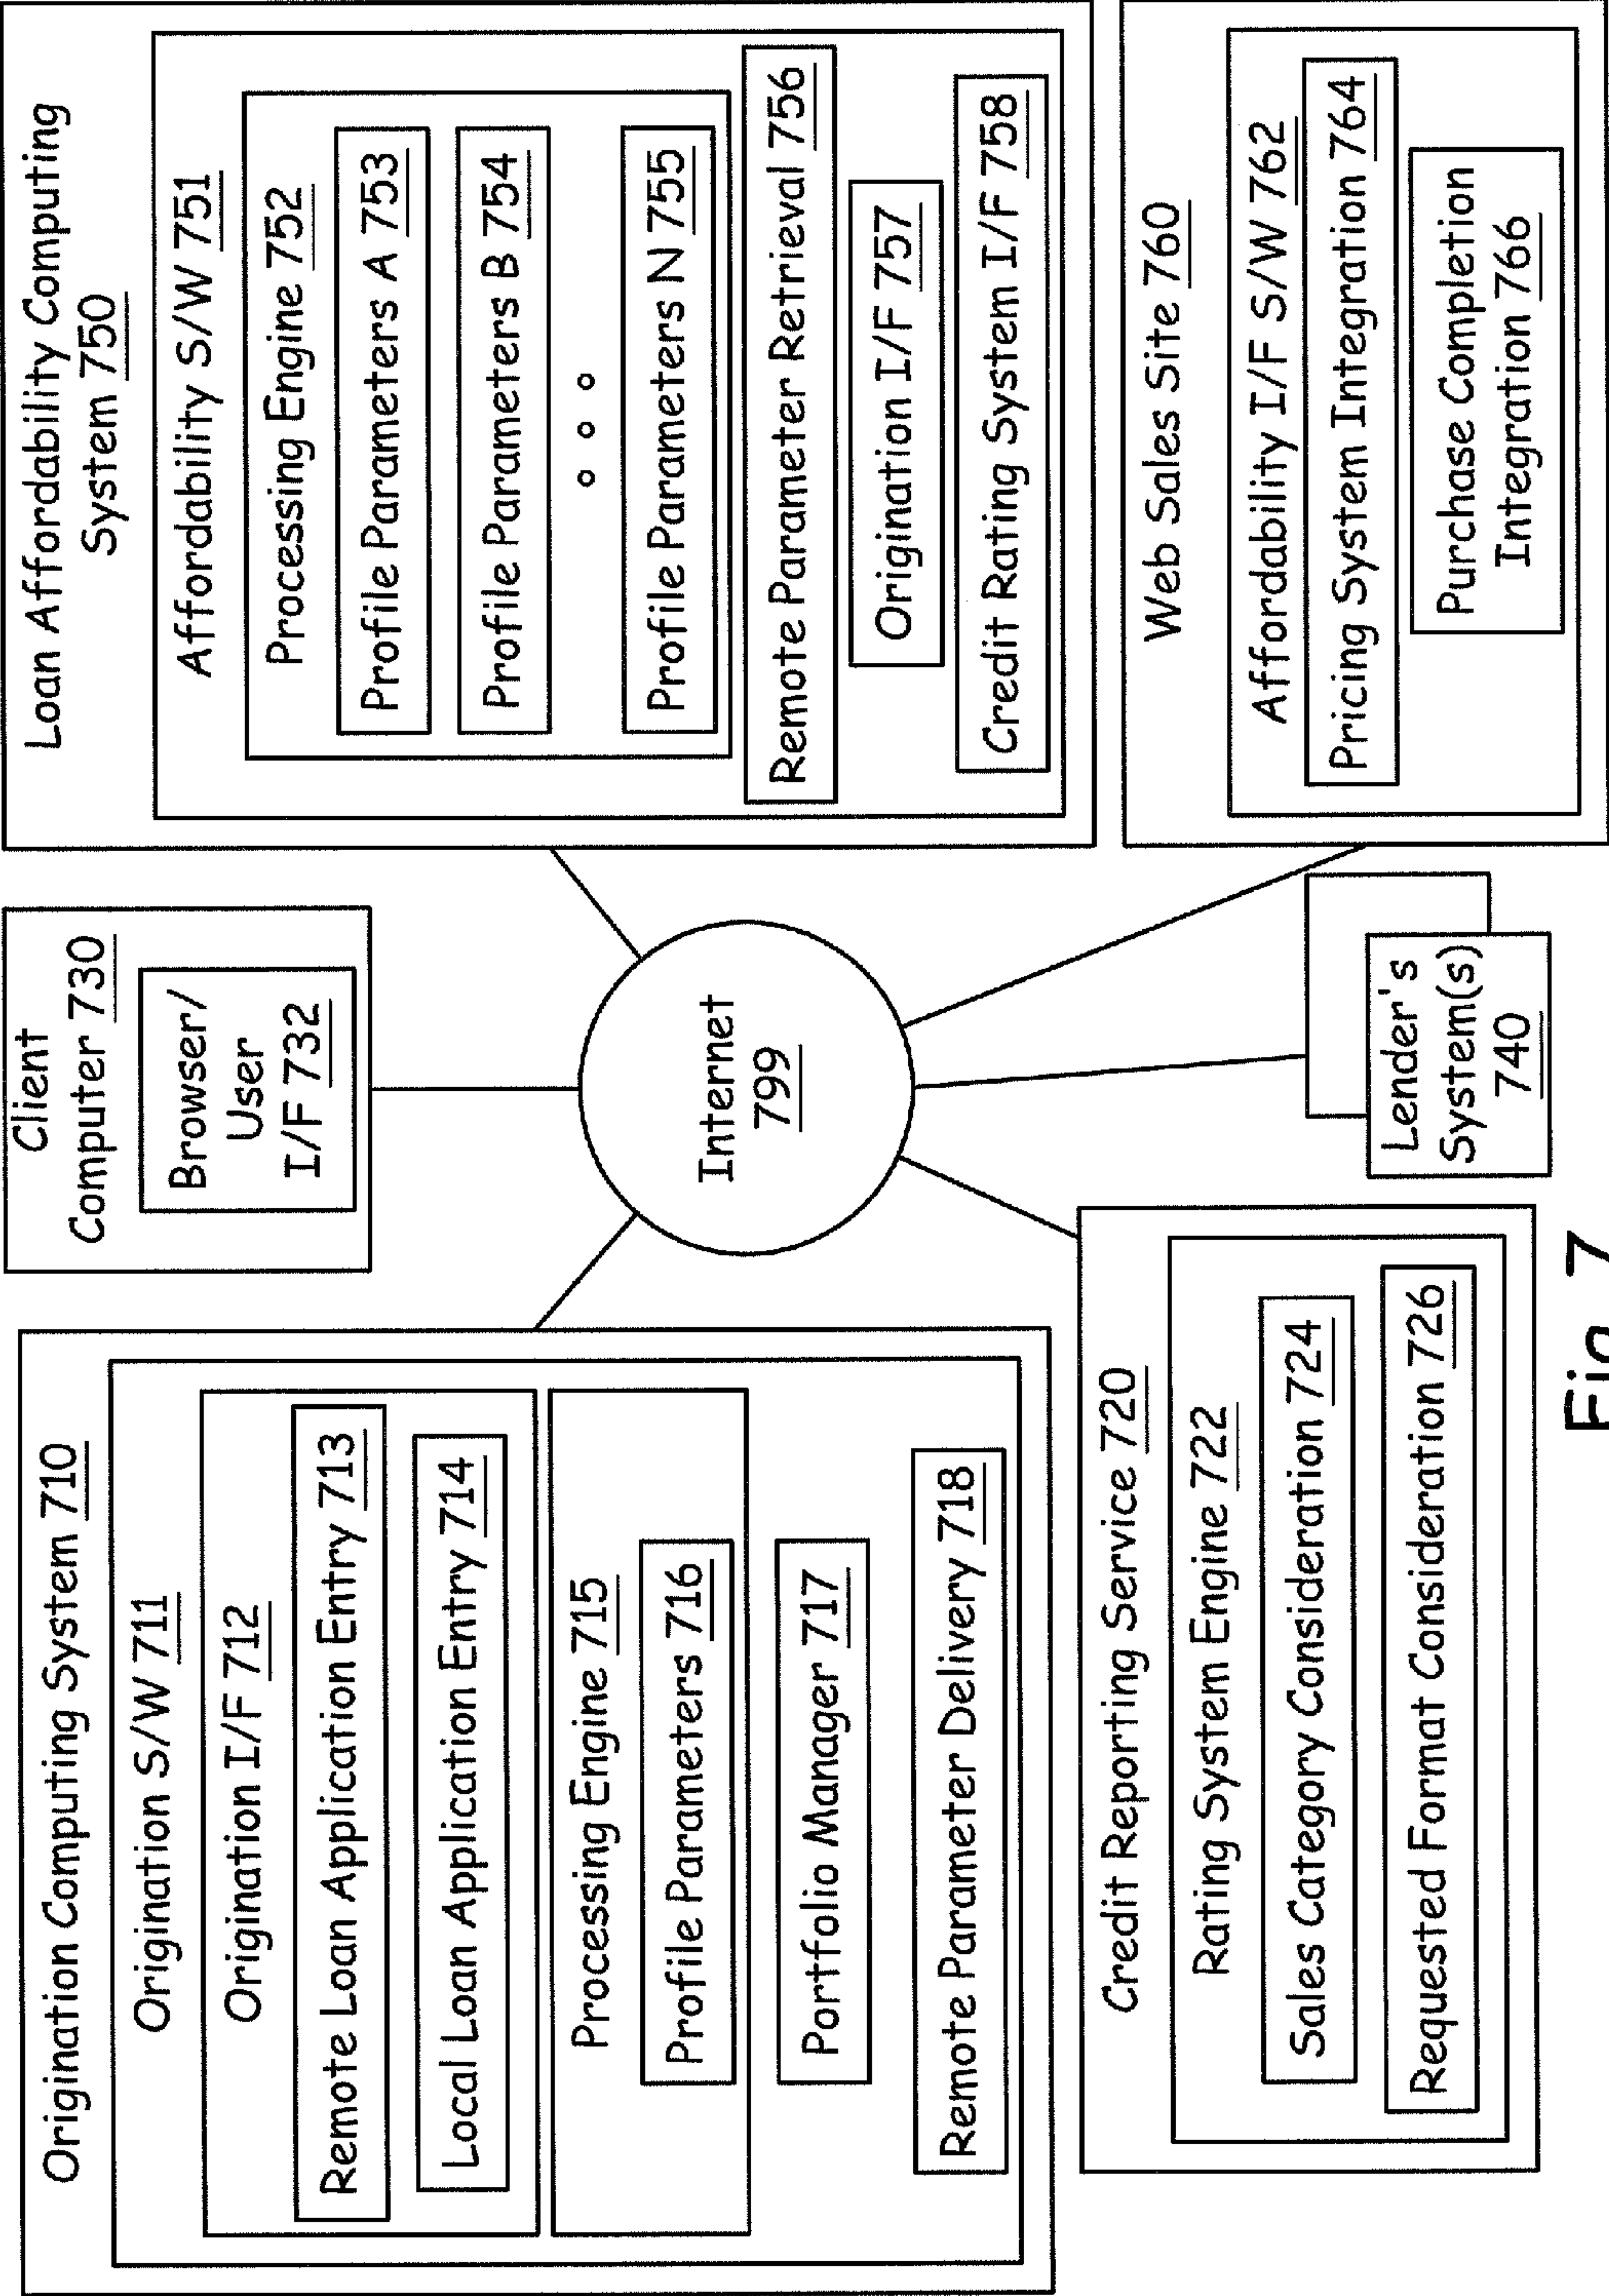 Origination Computing System 710
Origination S/W 711
Origination I/F 712
Remote Loan Application Entry 713
Local Loan Application Entry 714
Processing Engine 715
Profile Parameters 716
Portfolio Manager 717
Remote Parameter Delivery 718
Client
Computer 730
Browser/
User
I/F 732
Loan Affordability Computing
System 750
Affordability S/W 751
Processing Engine 752
Profile Parameters A 753
Profile Parameters B 754
Profile Parameters N 755
Remote Parameter Retrieval 756
Origination I/F 757
Credit Rating System I/F 758
Internet
799
Credit Reporting Service 720
Rating System Engine 722
Sales Category Consideration 724
Requested Format Consideration 726
Lender's
System(s)
740
Web Sales Site 760
Affordability I/F S/W 762
Pricing System Integration 764
Purchase Completion
Integration 766
Fig. 7